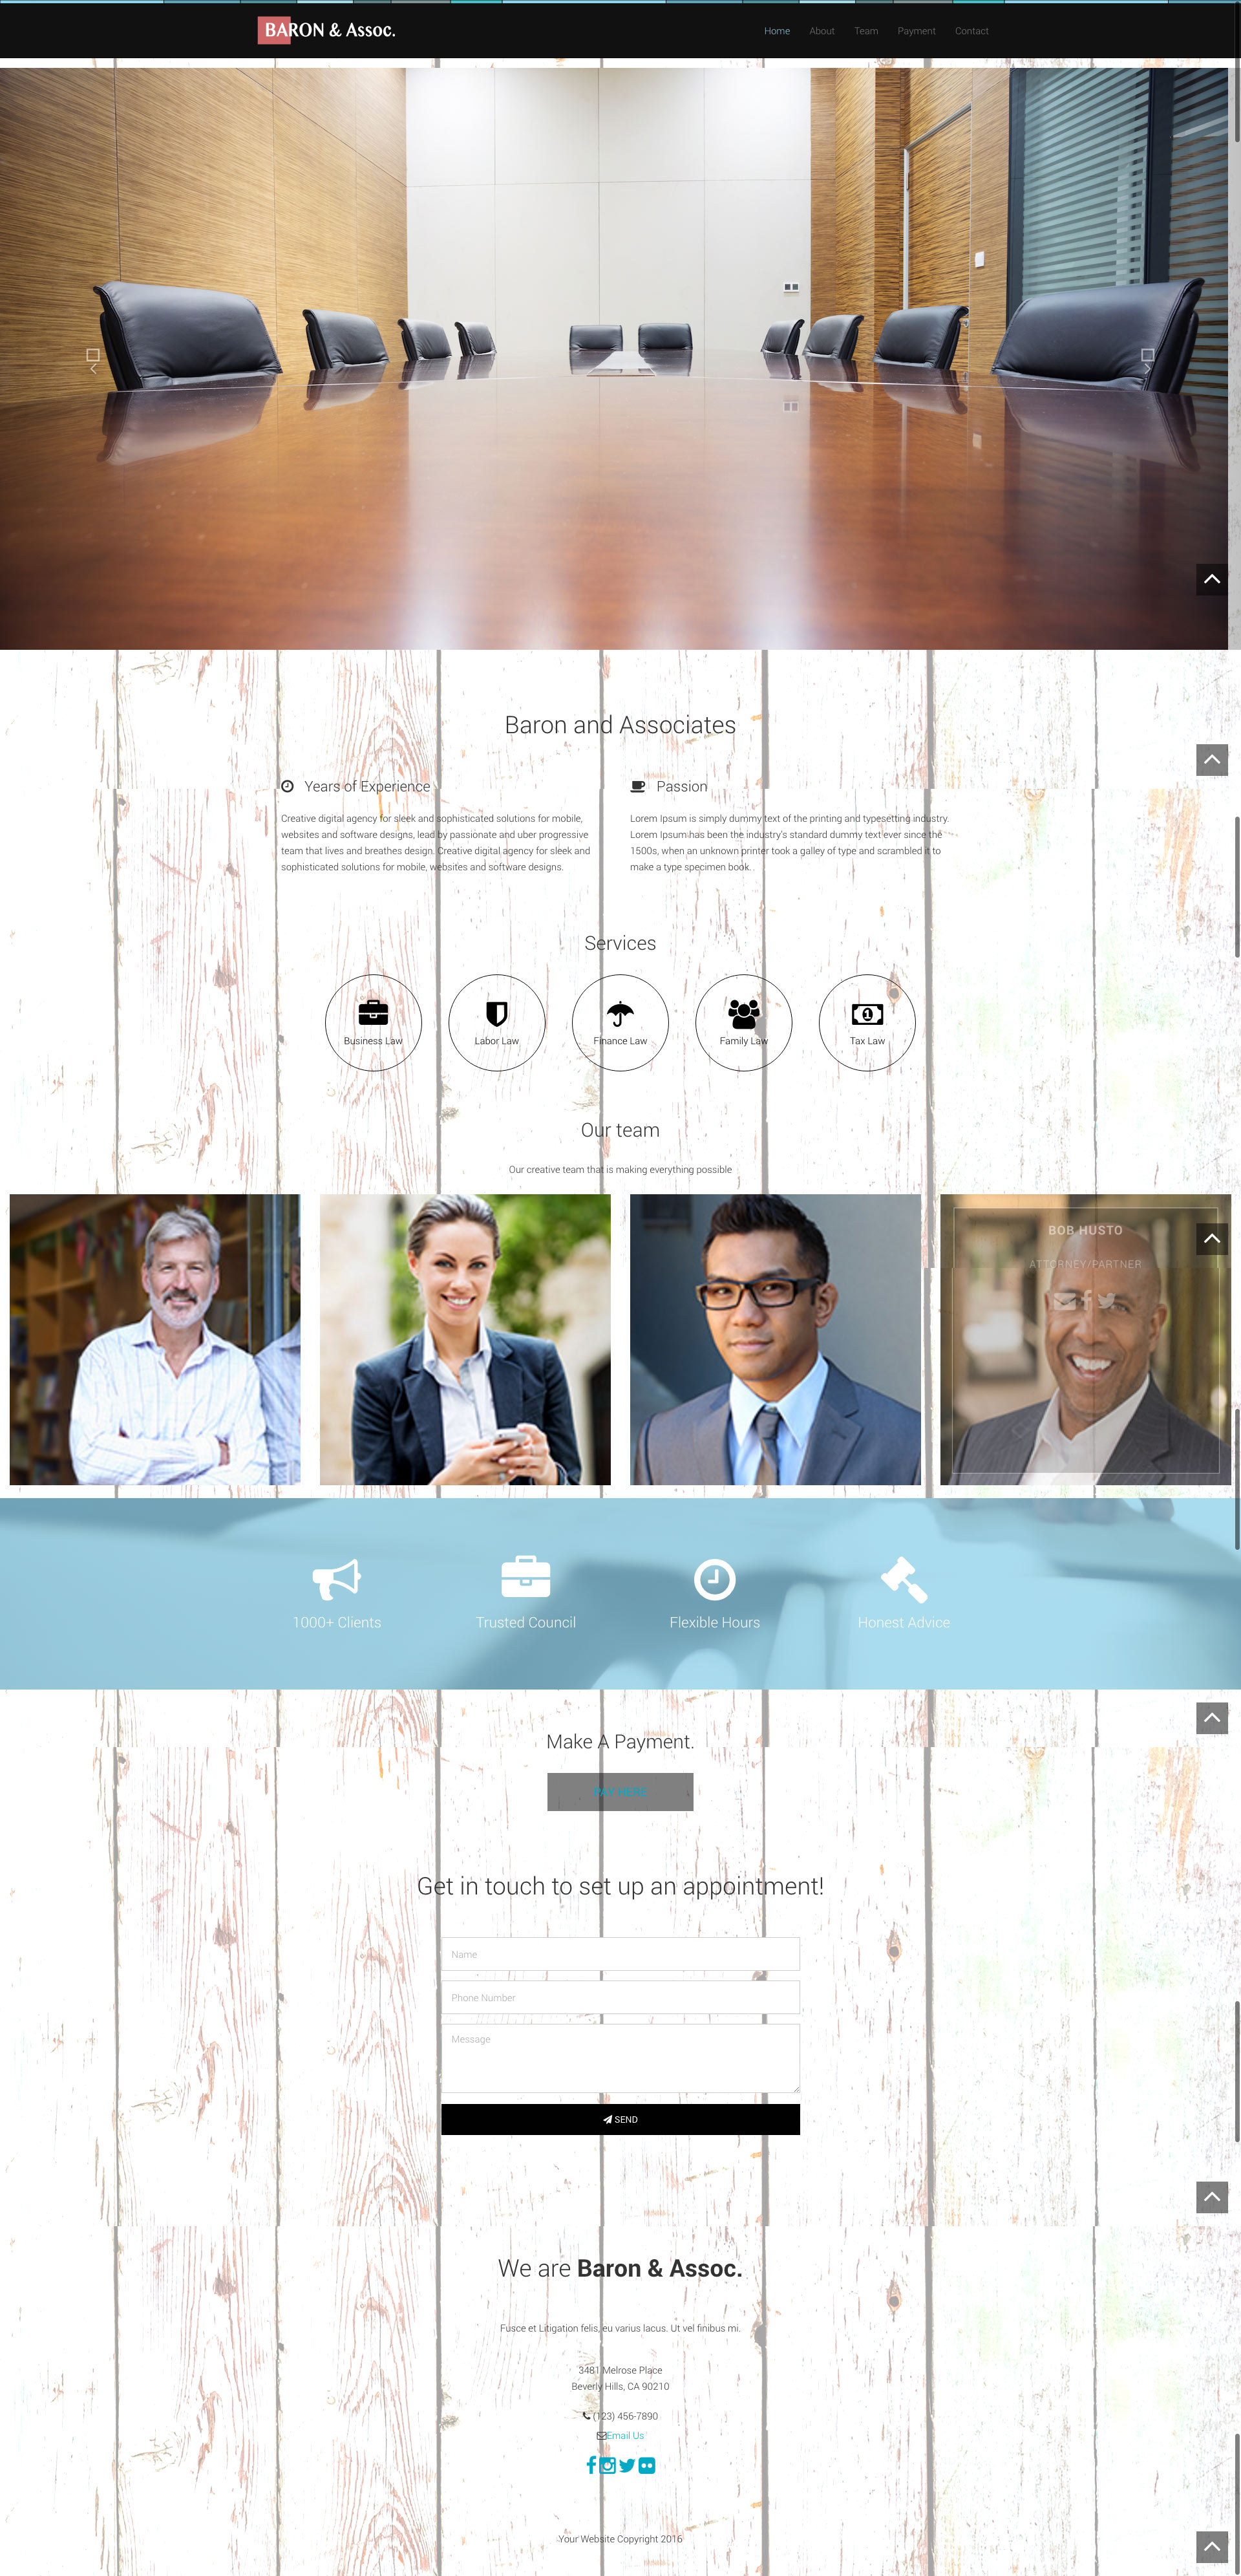 BARON & Assoc.
Home About Team Payment Contact
Baron and Associates
Years of Experience
Creative digital agency for sleek and sophisticated solutions for mobile,
websites and software designs, lead by passionate and uber progressive
team that lives and breathes design. Creative digital agency for sleek and
sophisticated solutions for mobile, websites and software designs.
Passion
Lorem Ipsum is simply dummy text of the printing and typesetting industry.
Lorem Ipsum has been the industry's standard dummy text ever since the
1500s, when an unknown printer took a galley of type and scrambled it to
make a type specimen book.
Services
Business Law
Labor Law
Finance Law
Family Law
Tax Law
Our team
Our creative team that is making everything possible
BOB HUSTO
ATTORNEY/PARTNER
1000+ Clients
Trusted Council
Flexible Hours
Honest Advice
Make A Payment.
Get in touch to set up an appointment!
Name
Phone Number
Message
SEND
We are Baron & Assoc.
Fusce et Litigation felis, eu varius lacus. Ut vel finibus mi.
3481 Melrose Place
Beverly Hills, CA 90210
(123) 456-7890
Email Us
Your Website Copyright 2016